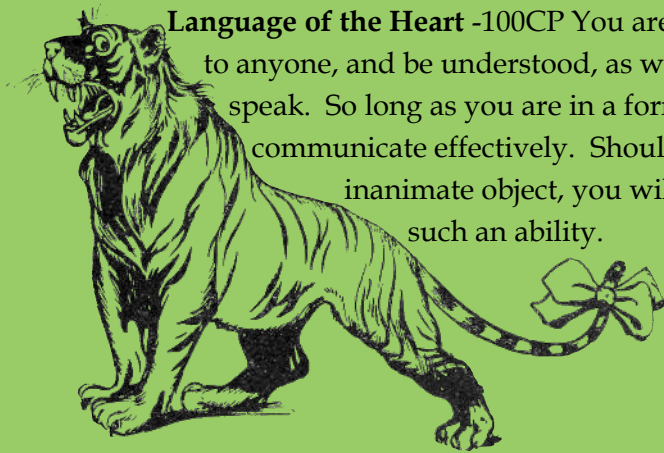 Language of the Heart -100CP You are
to anyone, and be understood, as w
speak. So long as you are in a for
communicate effectively. Shoul
inanimate object, you wil
such an ability.